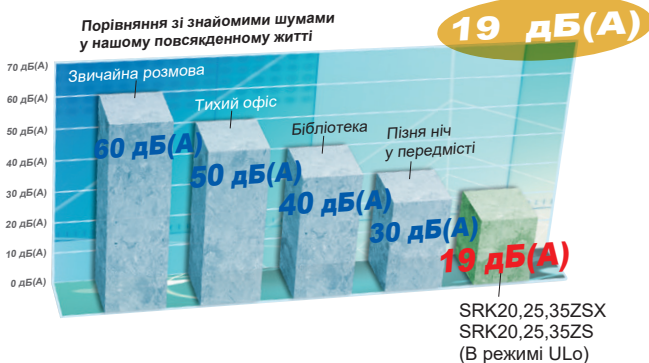 Порівняння зі знайомими шумами
у нашому повсякденному житті
19 дБ(А)
70 дБ(А)
60 дБ(А)
50 дБ(А)
40 дБ(А)
30 дБ(А)
20 дБ(А)
10 дБ(А)
0 дБ(А)
Звичайна розмова
60 дБ(А)
Тихий офіс
50 дБ(А)
Бібліотека
40 дБ(А)
Пізня ніч
у передмісті
30 дБ(А)
19 дБ(А)
SRK20,25,35ZSX
SRK20,25,35ZS
(В режимі ULo)